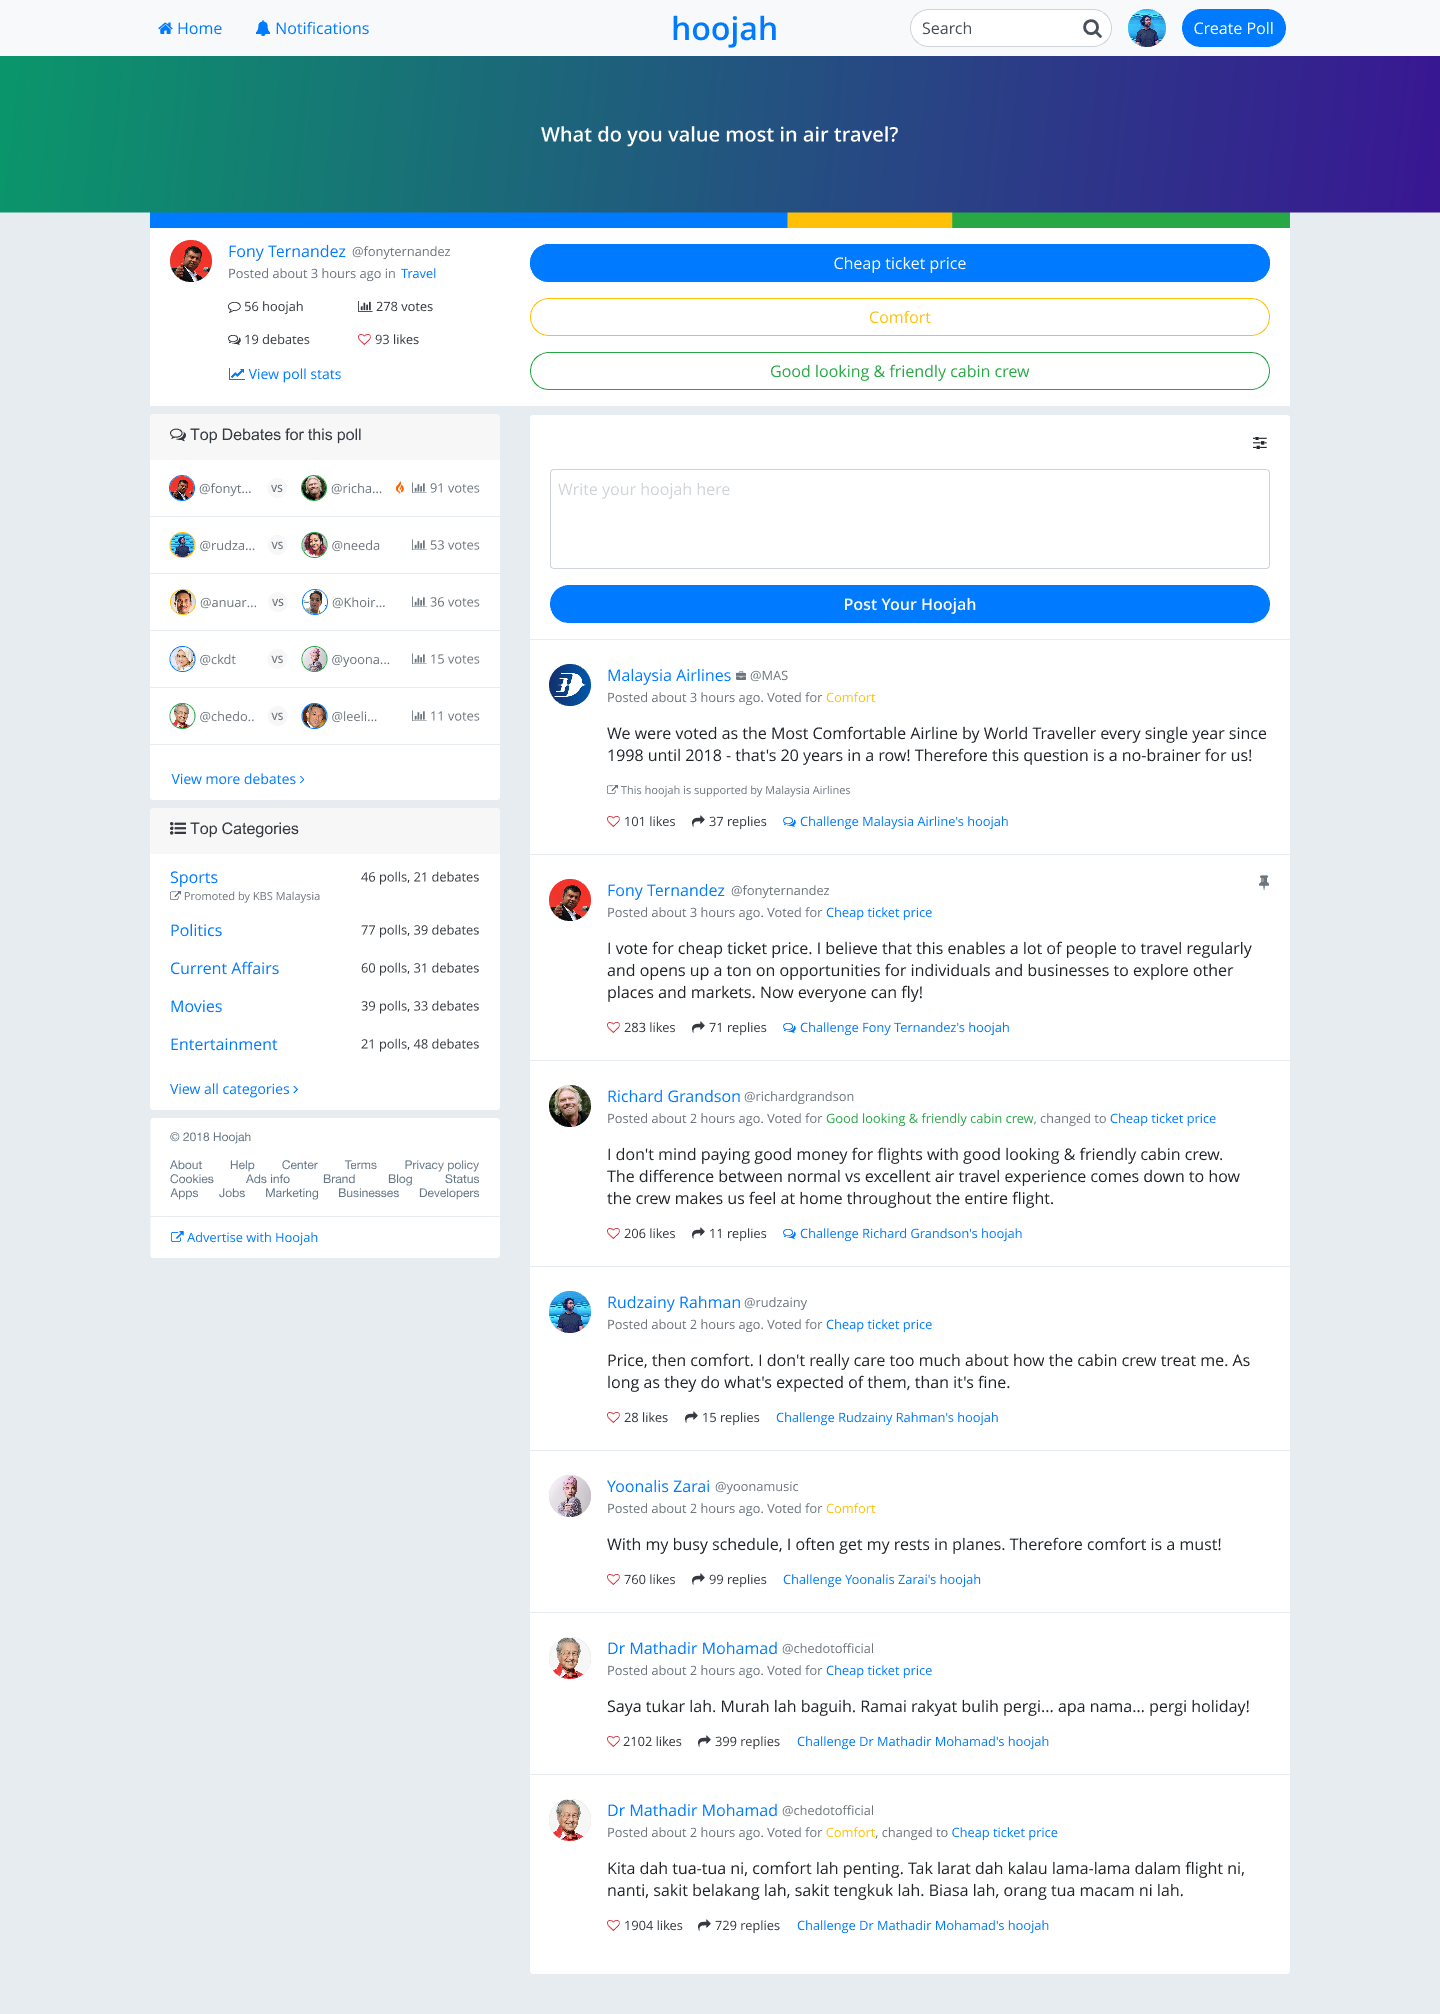 Home
Notifications
hoojah
Search
Create Poll
What do you value most in air travel?
Fony Ternandez @fonyternandez
Posted about 3 hours ago in Travel
56 hoojah
278 votes
19 debates
93 likes
View poll stats
Cheap ticket price
Comfort
Good looking & friendly cabin crew
Top Debates for this poll
@fonyt... vs @richa... 91 votes
@rudza... vs @needa 53 votes
@anuar... vs @Khoir... 36 votes
@ckdt vs @yoona... 15 votes
@chedo.. vs @leeli... 11 votes
View more debates
Top Categories
Sports 46 polls, 21 debates
Promoted by KBS Malaysia
Politics 77 polls, 39 debates
Current Affairs 60 polls, 31 debates
Movies 39 polls, 33 debates
Entertainment 21 polls, 48 debates
View all categories
© 2018 Hoojah
About Help Center Terms Privacy policy
Cookies Ads info Brand Blog Status
Apps Jobs Marketing Businesses Developers
Advertise with Hoojah
Write your hoojah here
Post Your Hoojah
Malaysia Airlines @MAS
Posted about 3 hours ago. Voted for Comfort
We were voted as the Most Comfortable Airline by World Traveller every single year since
1998 until 2018 - that's 20 years in a row! Therefore this question is a no-brainer for us!
This hoojah is supported by Malaysia Airlines
101 likes 37 replies Challenge Malaysia Airline's hoojah
Fony Ternandez @fonyternandez
Posted about 3 hours ago. Voted for Cheap ticket price
I vote for cheap ticket price. I believe that this enables a lot of people to travel regularly
and opens up a ton on opportunities for individuals and businesses to explore other
places and markets. Now everyone can fly!
283 likes 71 replies Challenge Fony Ternandez's hoojah
Richard Grandson @richardgrandson
Posted about 2 hours ago. Voted for Good looking & friendly cabin crew, changed to Cheap ticket price
I don't mind paying good money for flights with good looking & friendly cabin crew.
The difference between normal vs excellent air travel experience comes down to how
the crew makes us feel at home throughout the entire flight.
206 likes 11 replies Challenge Richard Grandson's hoojah
Rudzainy Rahman @rudzainy
Posted about 2 hours ago. Voted for Cheap ticket price
Price, then comfort. I don't really care too much about how the cabin crew treat me. As
long as they do what's expected of them, than it's fine.
28 likes 15 replies Challenge Rudzainy Rahman's hoojah
Yoonalis Zarai @yoonamusic
Posted about 2 hours ago. Voted for Comfort
With my busy schedule, I often get my rests in planes. Therefore comfort is a must!
760 likes 99 replies Challenge Yoonalis Zarai's hoojah
Dr Mathadir Mohamad @chedotofficial
Posted about 2 hours ago. Voted for Cheap ticket price
Saya tukar lah. Murah lah baguih. Ramai rakyat bulih pergi... apa nama... pergi holiday!
2102 likes 399 replies Challenge Dr Mathadir Mohamad's hoojah
Dr Mathadir Mohamad @chedotofficial
Posted about 2 hours ago. Voted for Comfort, changed to Cheap ticket price
Kita dah tua-tua ni, comfort lah penting. Tak larat dah kalau lama-lama dalam flight ni,
nanti, sakit belakang lah, sakit tengkuk lah. Biasa lah, orang tua macam ni lah.
1904 likes 729 replies Challenge Dr Mathadir Mohamad's hoojah